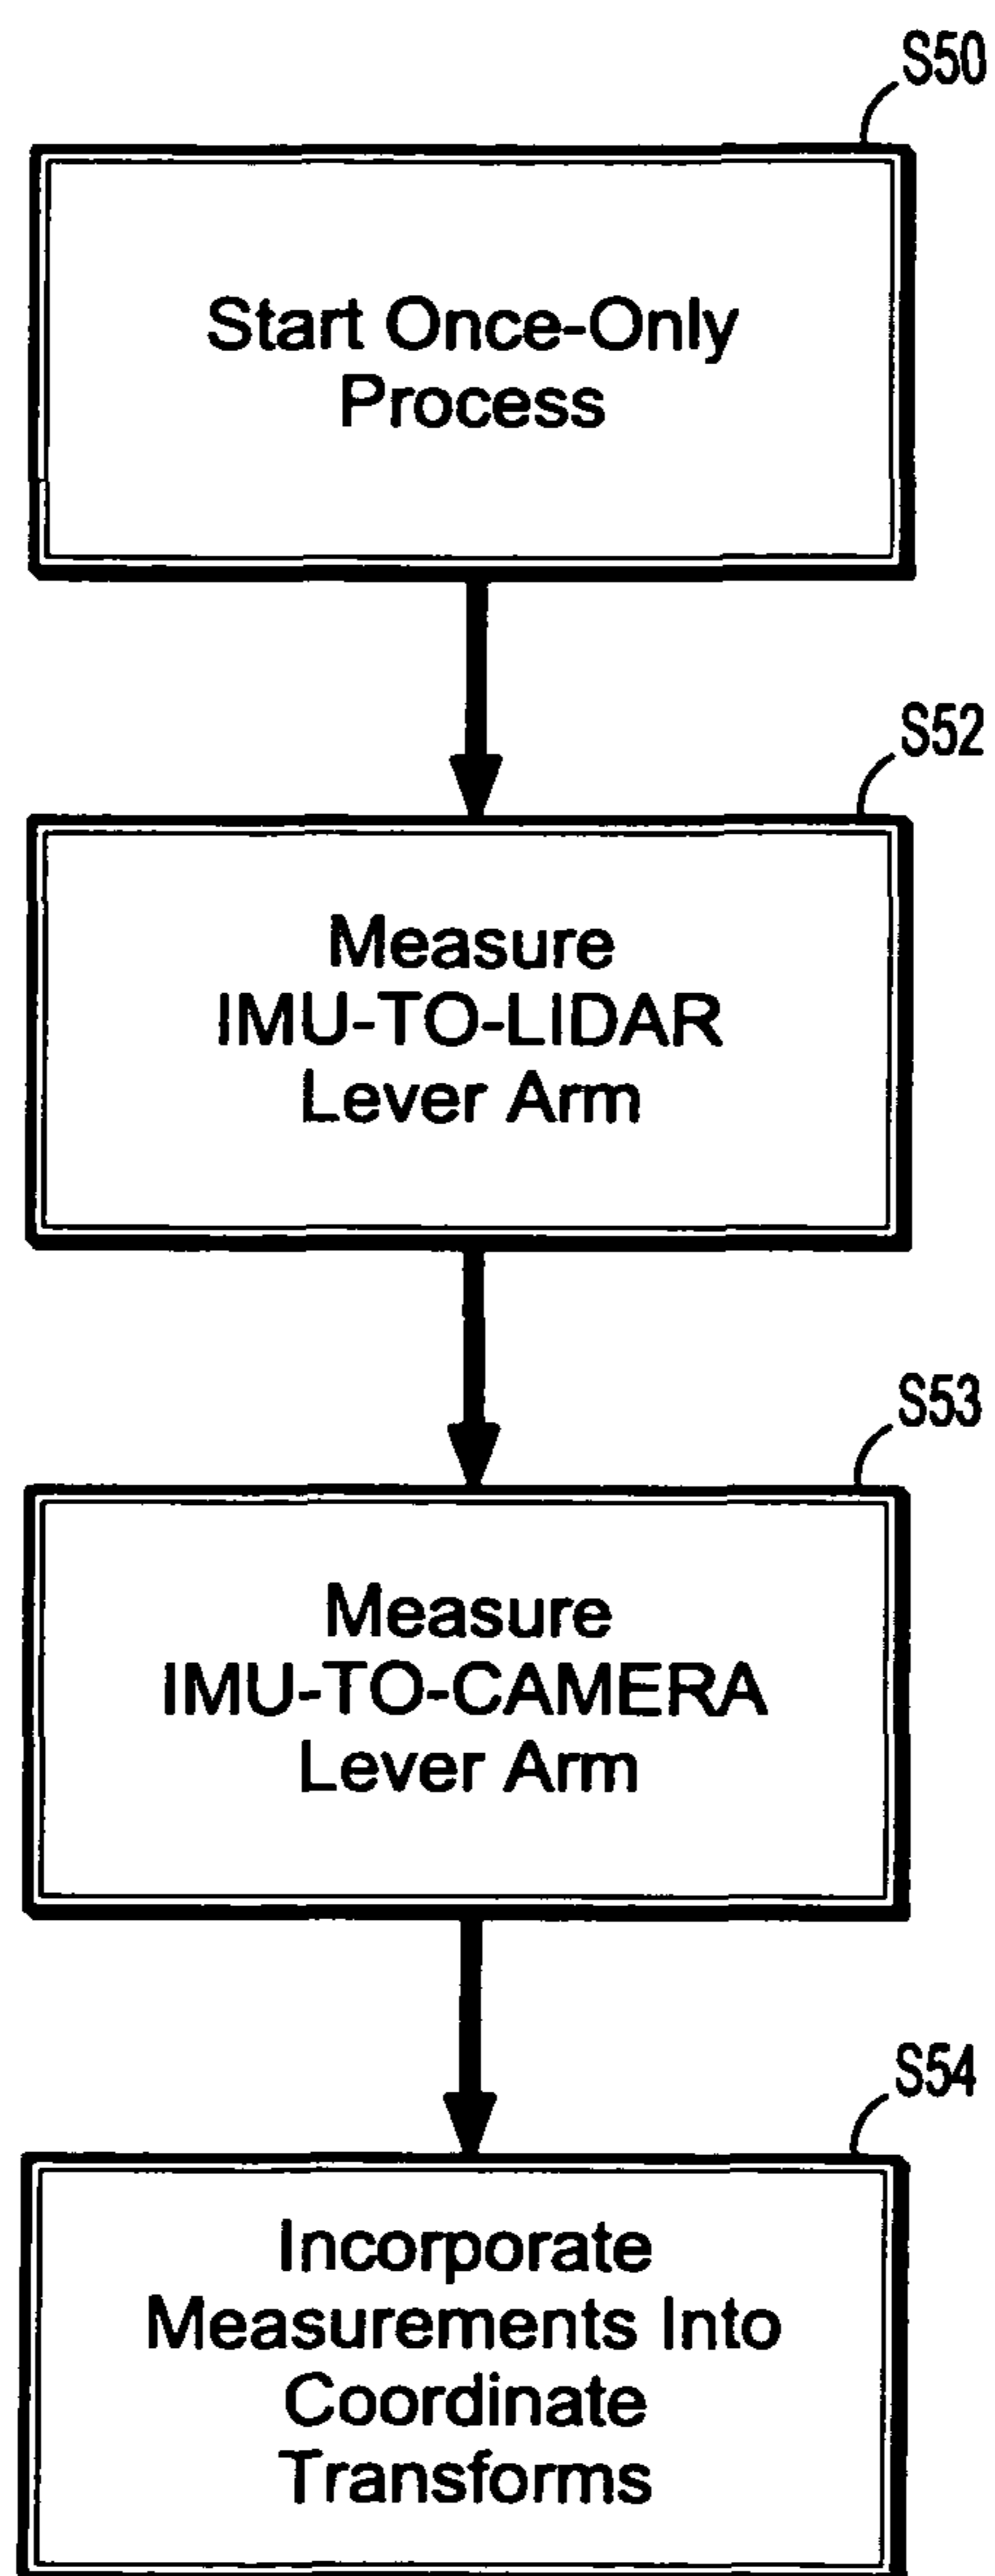 S50
Start Once-Only
Process
S52
Measure
IMU-TO-LIDAR
Lever Arm
S53
Measure
IMU-TO-CAMERA
Lever Arm
S54
Incorporate
Measurements Into
Coordinate
Transforms